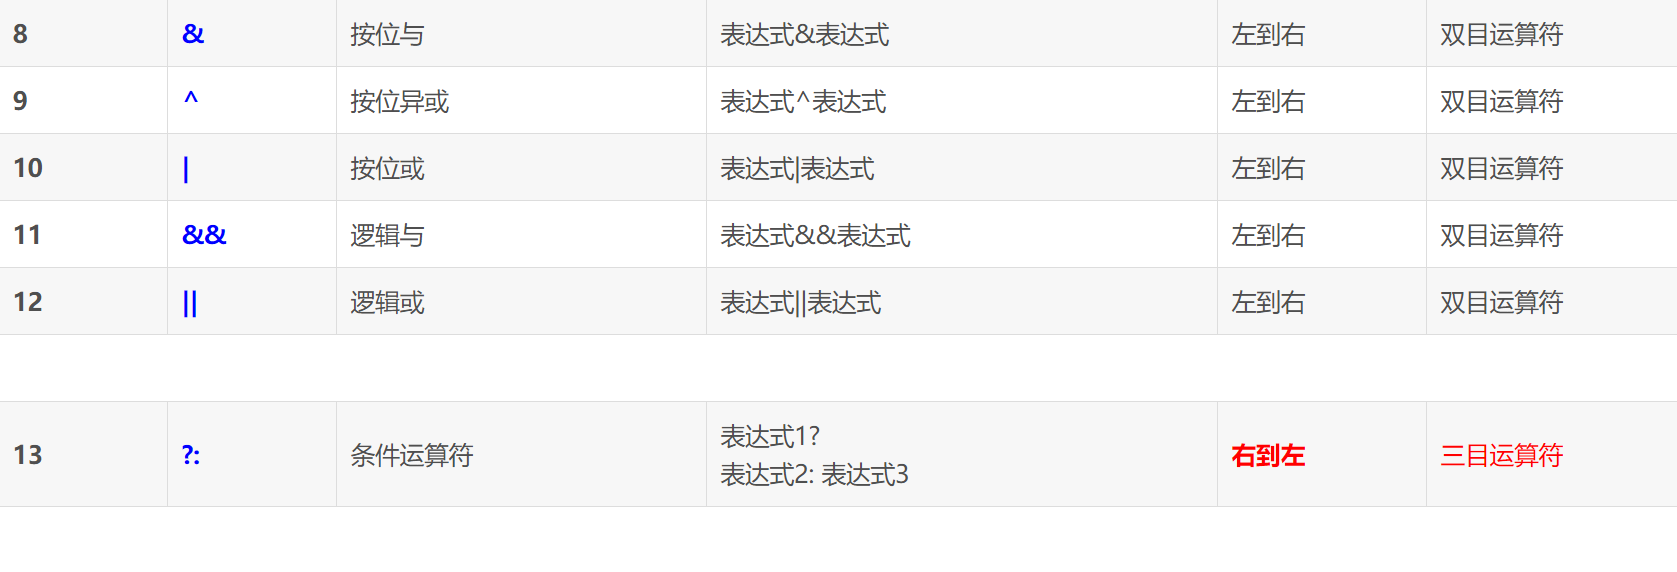 8 & 按位与 表达式&表达式 左到右 双目运算符
9 ^ 按位异或 表达式^表达式 左到右 双目运算符
10 | 按位或 表达式|表达式 左到右 双目运算符
11 && 逻辑与 表达式&&表达式 左到右 双目运算符
12 || 逻辑或 表达式||表达式 左到右 双目运算符
13 ?: 条件运算符 表达式1?
表达式2: 表达式3 右到左 三目运算符